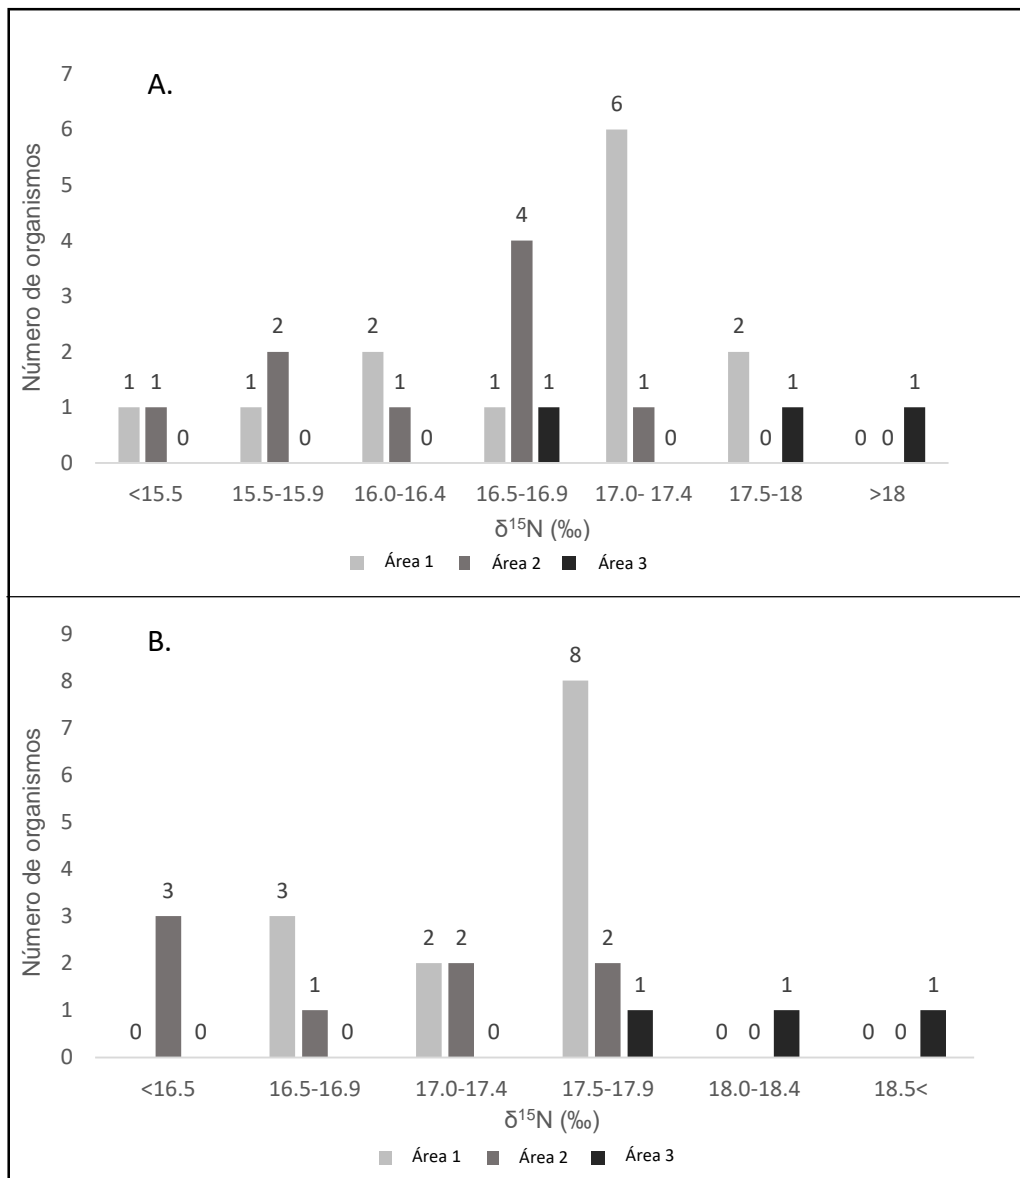 A.
Número de organismos
7
6
5
4
3
2
1
0
1 1 0
1 2 0
2 1 0
1 4 1
6 1 0
2 0 1
0 0 1
<15.5 15.5-15.9 16.0-16.4 16.5-16.9 17.0- 17.4 17.5-18 >18
δ¹⁵N (‰)
Área 1 Área 2 Área 3
B.
Número de organismos
9
8
7
6
5
4
3
2
1
0
0 3 0
3 1 0
2 2 0
8 2 1
0 0 1
0 0 1
<16.5 16.5-16.9 17.0-17.4 17.5-17.9 18.0-18.4 18.5<
δ¹⁵N (‰)
Área 1 Área 2 Área 3